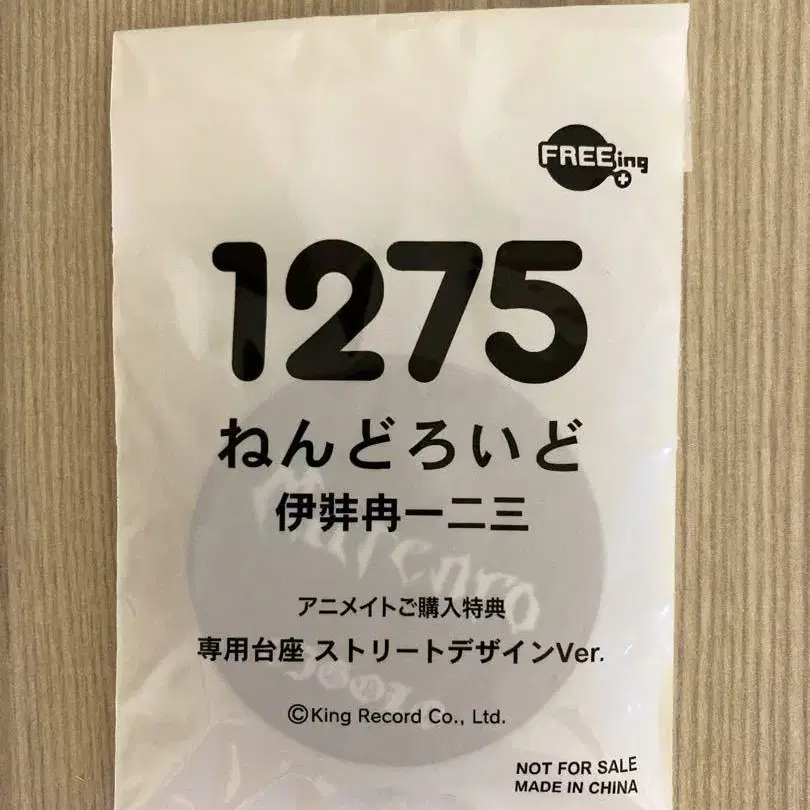 FREEing
1275
ねんどろいど
伊弉冉一二三
アニメイトご購入特典
専用台座 ストリートデザインVer.
©King Record Co., Ltd.
NOT FOR SALE
MADE IN CHINA